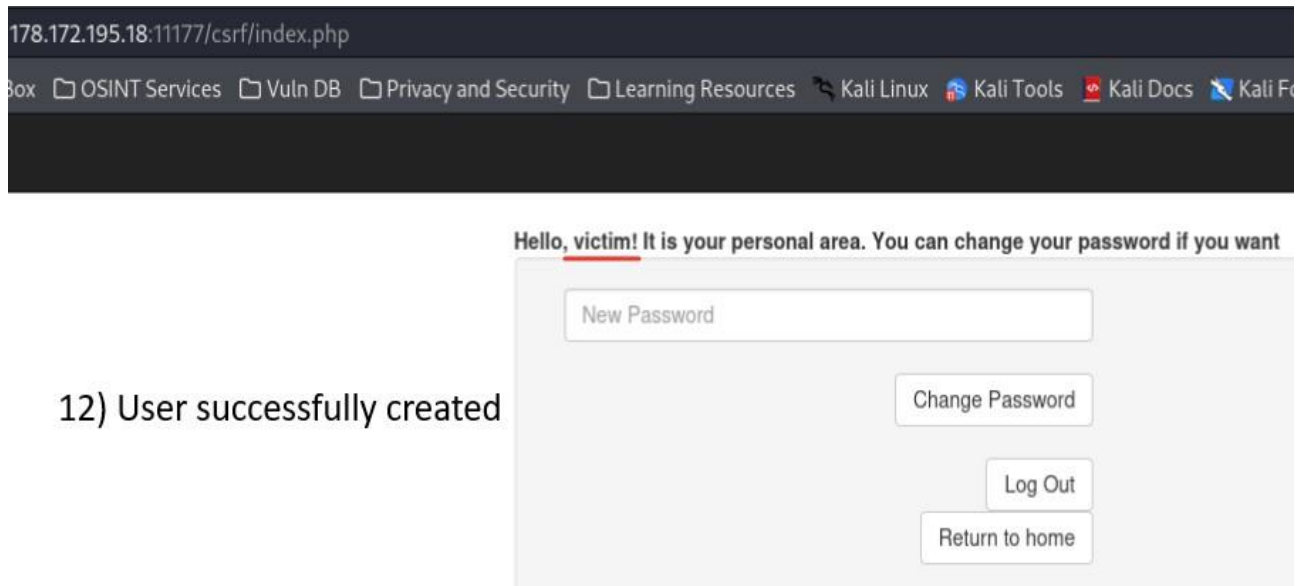 178.172.195.18:11177/csrf/index.php
Box OSINT Services Vuln DB Privacy and Security Learning Resources Kali Linux Kali Tools Kali Docs Kali Fo
Hello, victim! It is your personal area. You can change your password if you want
New Password
12) User successfully created
Change Password
Log Out
Return to home